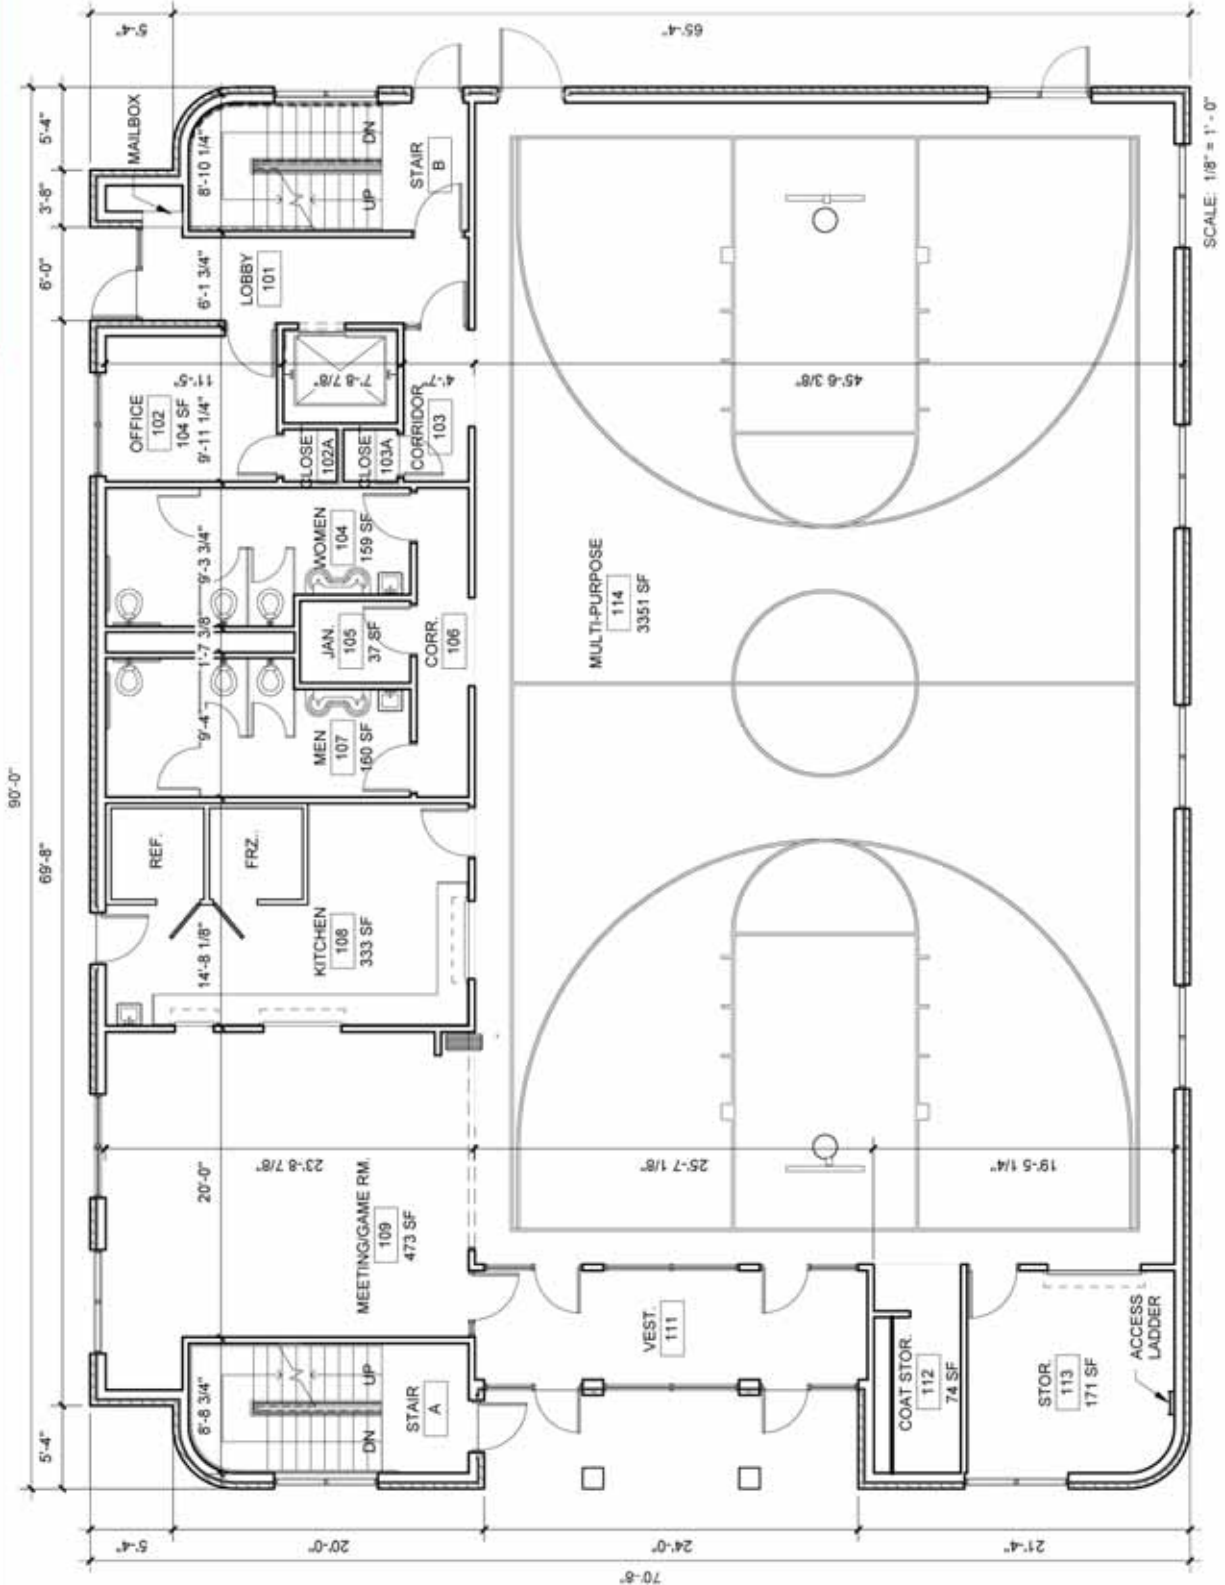 90'-0"
5'-4"
69'-8"
6'-0"
3'-8"
5'-4"
MAILBOX
5'-4"
65'-4"
8'-8 3/4"
20'-0"
14'-8 1/8"
9'-4"
1'-7 3/8"
9'-3 3/4"
9'-11 1/4"
6'-1 3/4"
8'-10 1/4"
STAIR
A
DN
UP
MEETING/GAME RM.
109
473 SF
23'-8 7/8"
KITCHEN
108
333 SF
REF.
FRZ.
MEN
107
160 SF
JAN.
105
37 SF
WOMEN
104
159 SF
CORR.
106
OFFICE
102
104 SF
11'-5"
7'-8 7/8"
4'-7"
CLOSE
102A
CLOSE
103A
CORRIDOR
103
LOBBY
101
STAIR
B
UP
DN
VEST.
111
COAT STOR.
112
74 SF
STOR.
113
171 SF
ACCESS
LADDER
25'-7 1/8"
19'-5 1/4"
MULTI-PURPOSE
114
3351 SF
45'-6 3/8"
5'-4"
20'-0"
24'-0"
21'-4"
70'-8"
SCALE: 1/8" = 1' - 0"